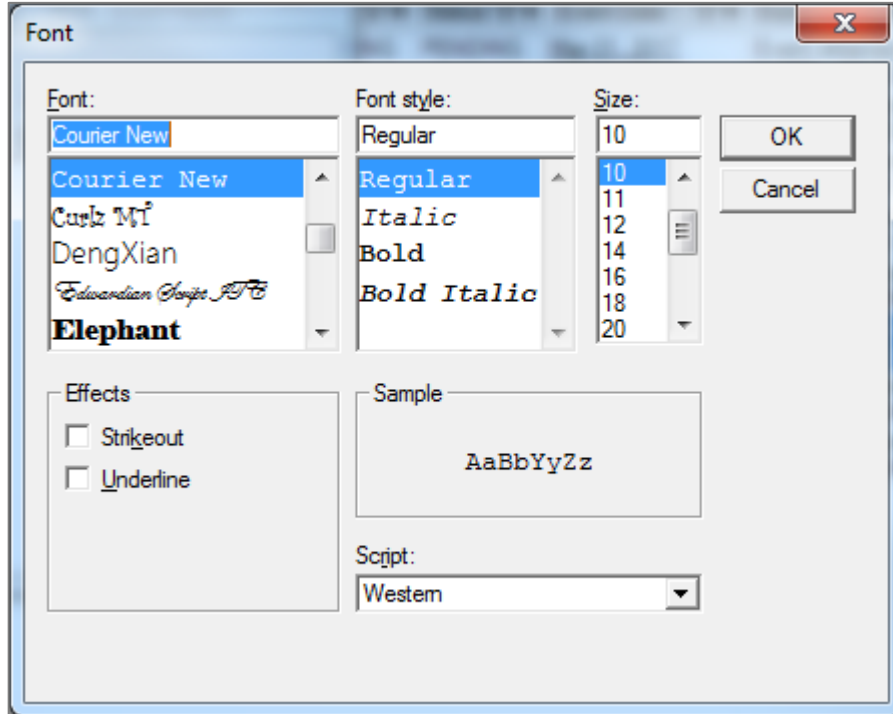 Font
Font:
Courier New
Courier New
Curlz MT
DengXian
Edwardian Script ITC
Elephant
Font style:
Regular
Regular
Italic
Bold
Bold Italic
Size:
10
10
11
12
14
16
18
20
OK
Cancel
Effects
Strikeout
Underline
Sample
AaBbYyZz
Script:
Western